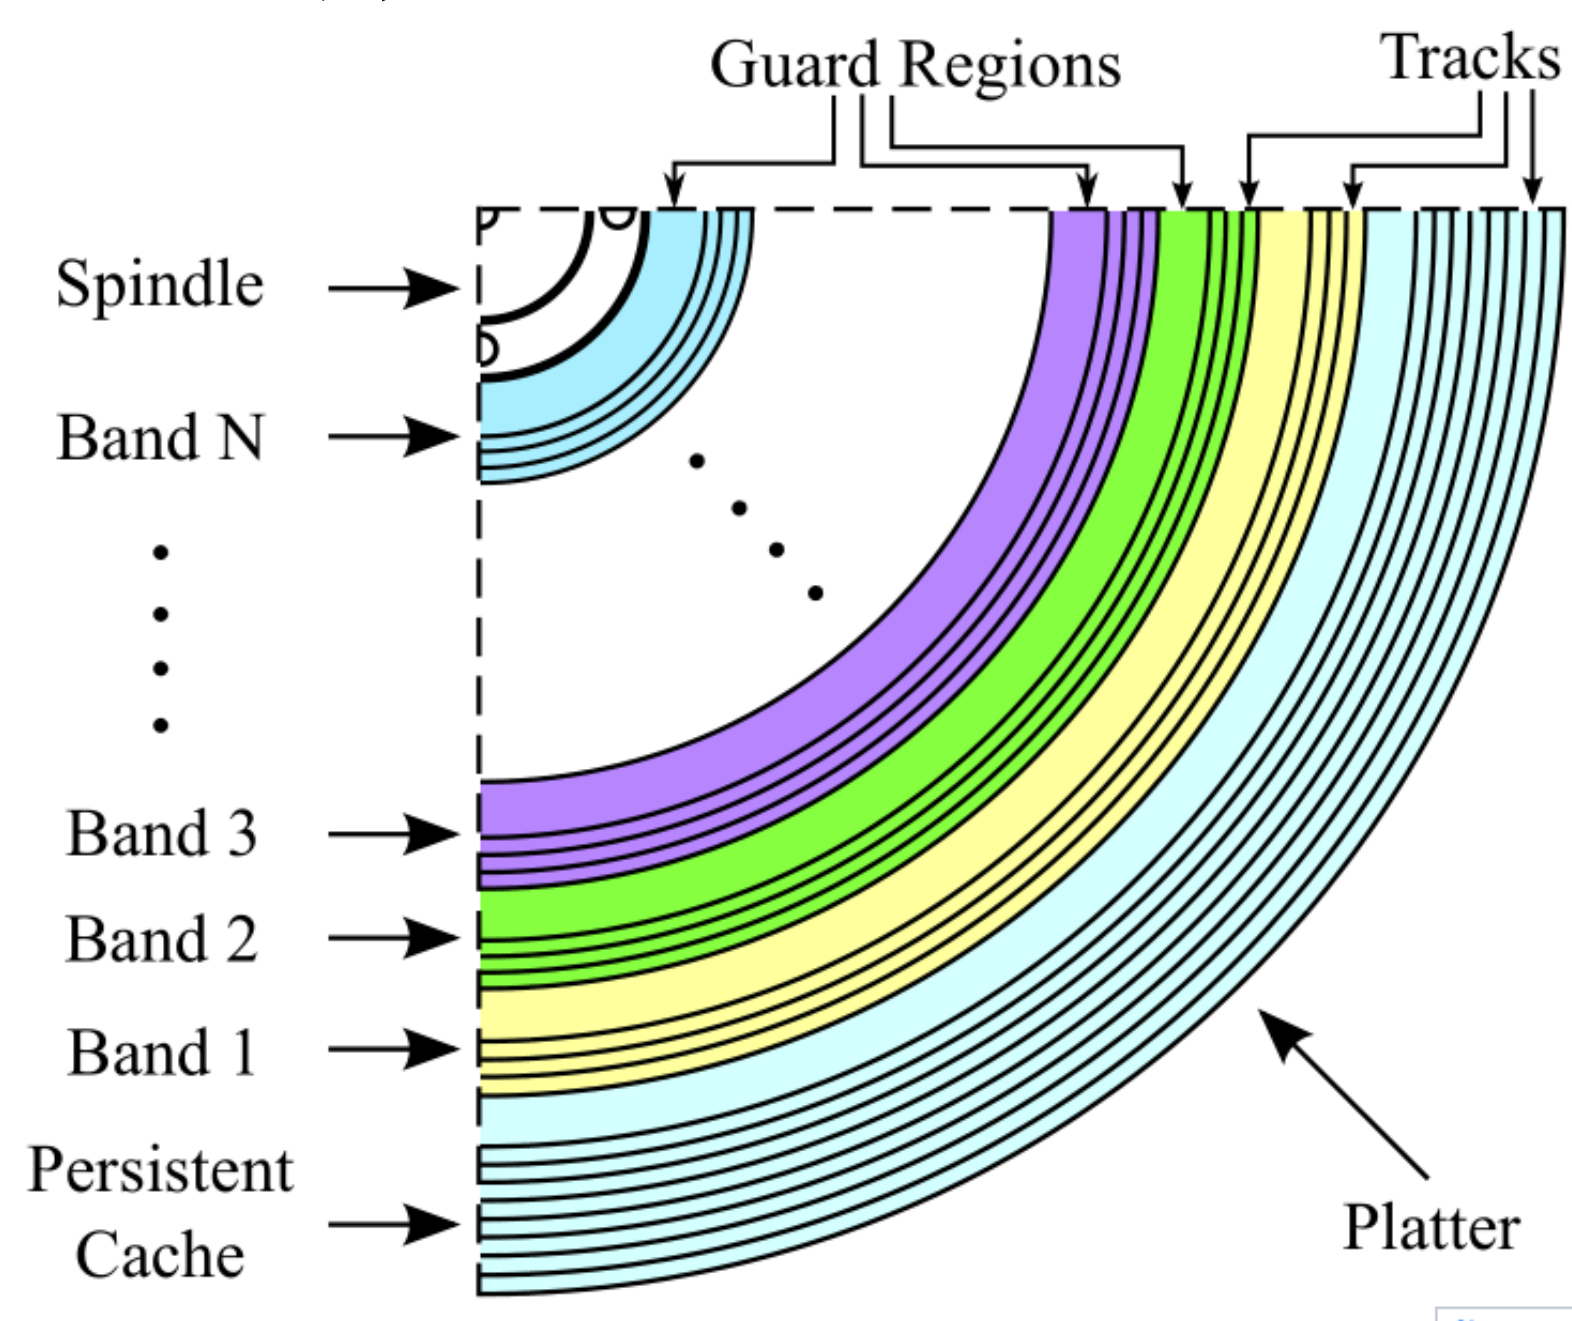 Guard Regions
Tracks
Spindle
Band N
Band 3
Band 2
Band 1
Persistent
Cache
Platter